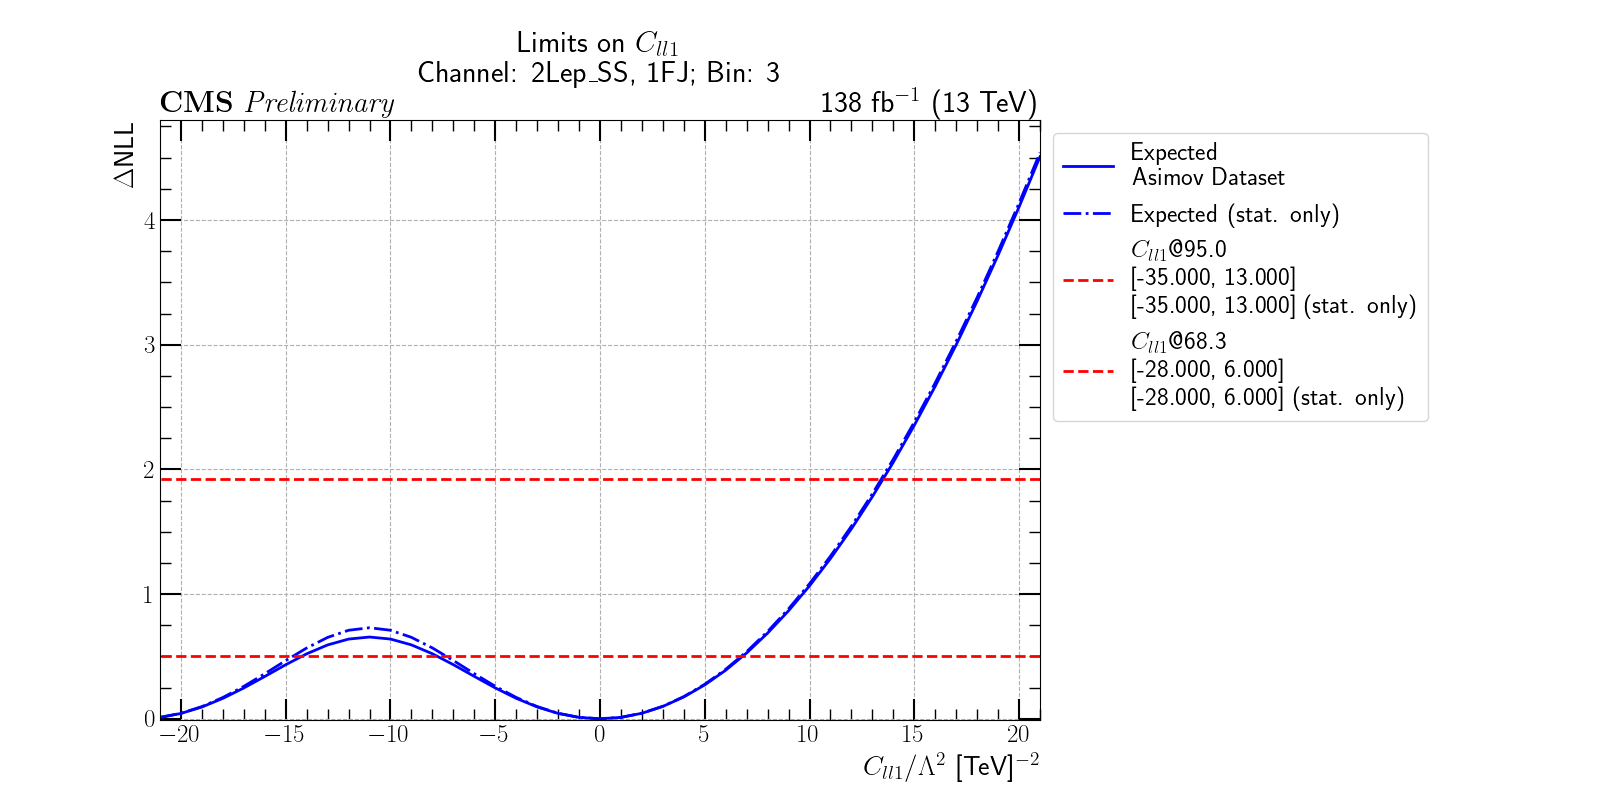 Limits on C_{ll1}
Channel: 2Lep_SS, 1FJ; Bin: 3
CMS Preliminary 138 fb^{-1} (13 TeV)
ΔNLL
4
3
2
1
0
−20 −15 −10 −5 0 5 10 15 20
C_{ll1}/Λ^2 [TeV]^{-2}
Expected
Asimov Dataset
Expected (stat. only)
C_{ll1}@95.0
[-35.000, 13.000]
[-35.000, 13.000] (stat. only)
C_{ll1}@68.3
[-28.000, 6.000]
[-28.000, 6.000] (stat. only)